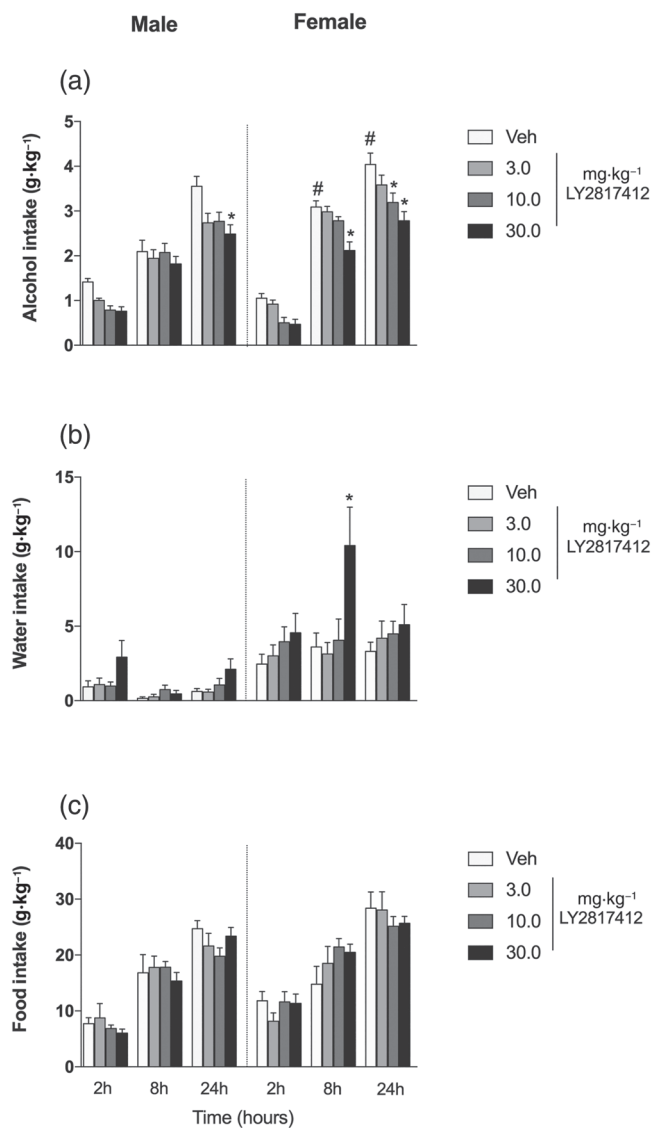 Male Female
(a)
Alcohol intake (g·kg⁻¹)
5
4
3
2
1
0
*
#
*
#
*
*
Veh
3.0
10.0
30.0
mg·kg⁻¹
LY2817412
(b)
Water intake (g·kg⁻¹)
15
10
5
0
*
Veh
3.0
10.0
30.0
mg·kg⁻¹
LY2817412
(c)
Food intake (g·kg⁻¹)
40
30
20
10
0
Veh
3.0
10.0
30.0
mg·kg⁻¹
LY2817412
2h 8h 24h 2h 8h 24h
Time (hours)